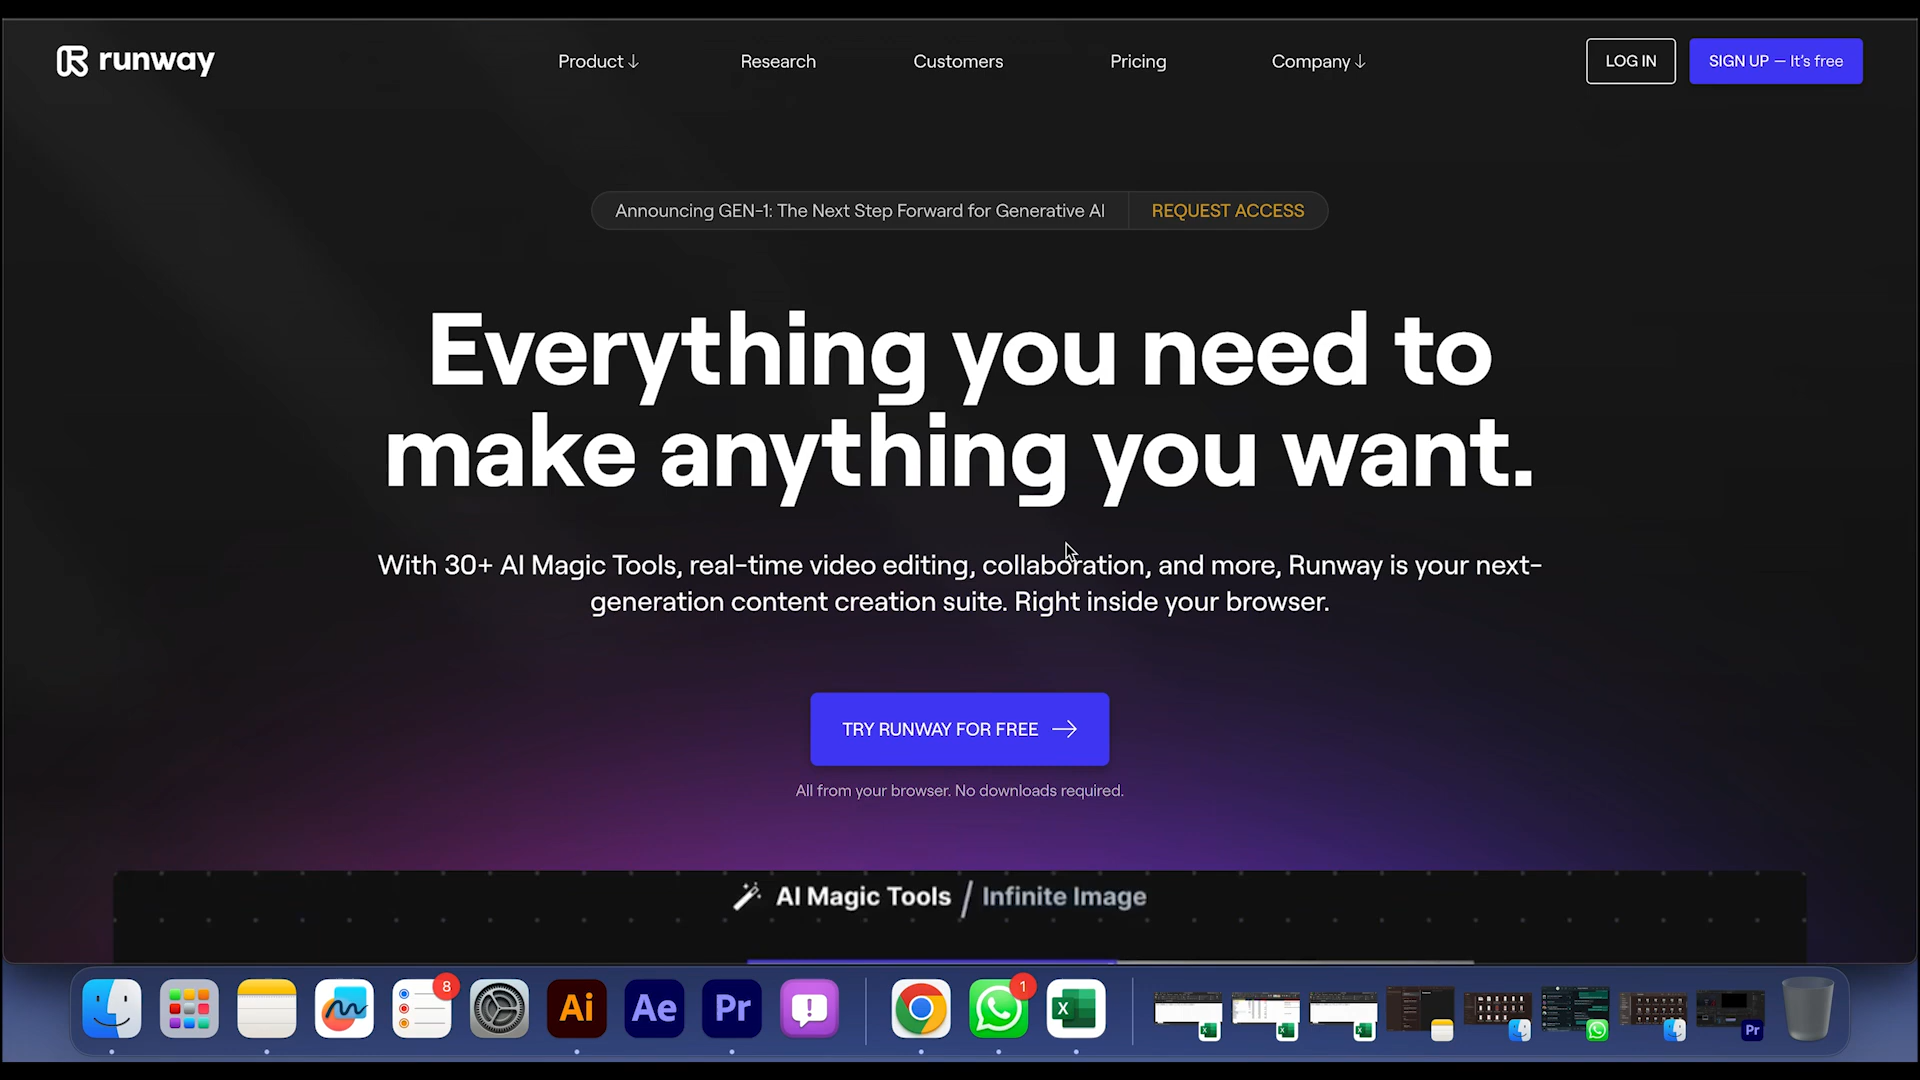 runway
Product ↓
Research
Customers
Pricing
Company ↓
LOG IN
SIGN UP — It's free
Announcing GEN-1: The Next Step Forward for Generative AI
REQUEST ACCESS
Everything you need to
make anything you want.
With 30+ AI Magic Tools, real-time video editing, collaboration, and more, Runway is your next-
generation content creation suite. Right inside your browser.
TRY RUNWAY FOR FREE →
All from your browser. No downloads required.
AI Magic Tools / Infinite Image
8
Ai
Ae
Pr
1
X
Pr